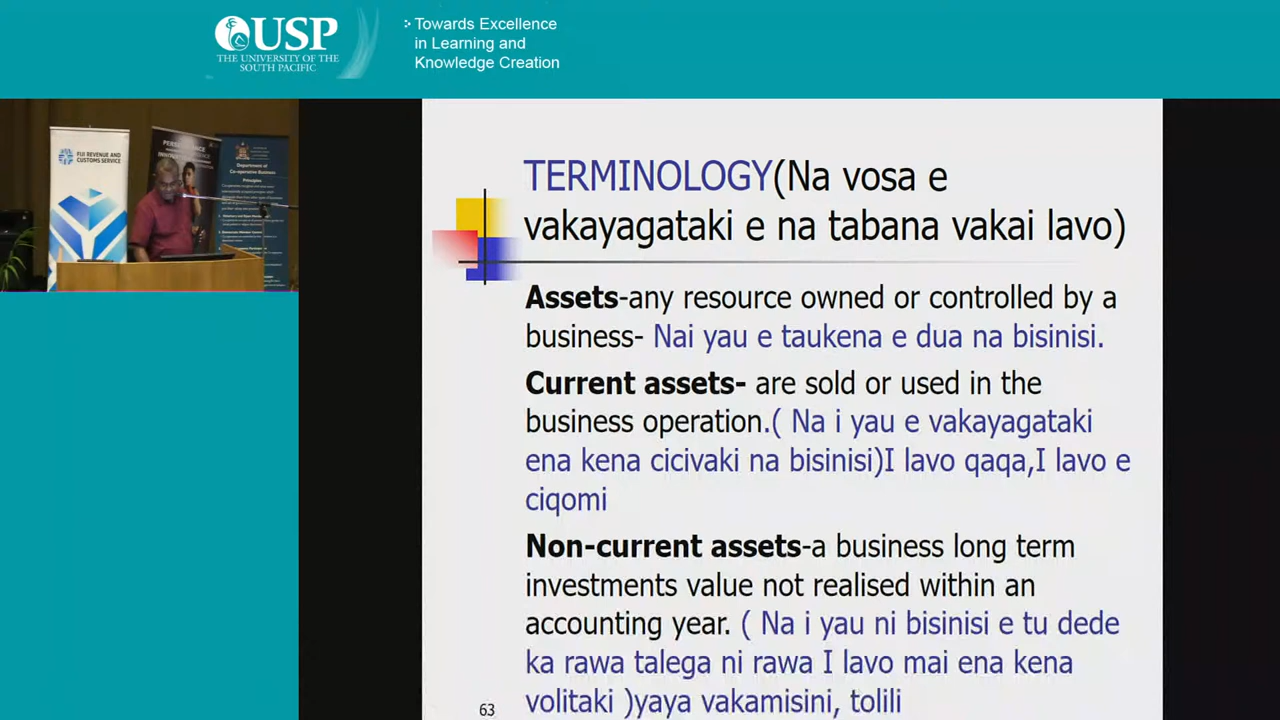 USP
THE UNIVERSITY OF THE
SOUTH PACIFIC
Towards Excellence
in Learning and
Knowledge Creation
FIJI REVENUE AND
CUSTOMS SERVICE
Department of
Co-operative Business
Principles
TERMINOLOGY(Na vosa e
vakayagataki e na tabana vakai lavo)
Assets-any resource owned or controlled by a
business- Nai yau e taukena e dua na bisinisi.
Current assets- are sold or used in the
business operation.( Na i yau e vakayagataki
ena kena cicivaki na bisinisi)I lavo qaqa,I lavo e
ciqomi
Non-current assets-a business long term
investments value not realised within an
accounting year. ( Na i yau ni bisinisi e tu dede
ka rawa talega ni rawa I lavo mai ena kena
volitaki )yaya vakamisini, tolili
63